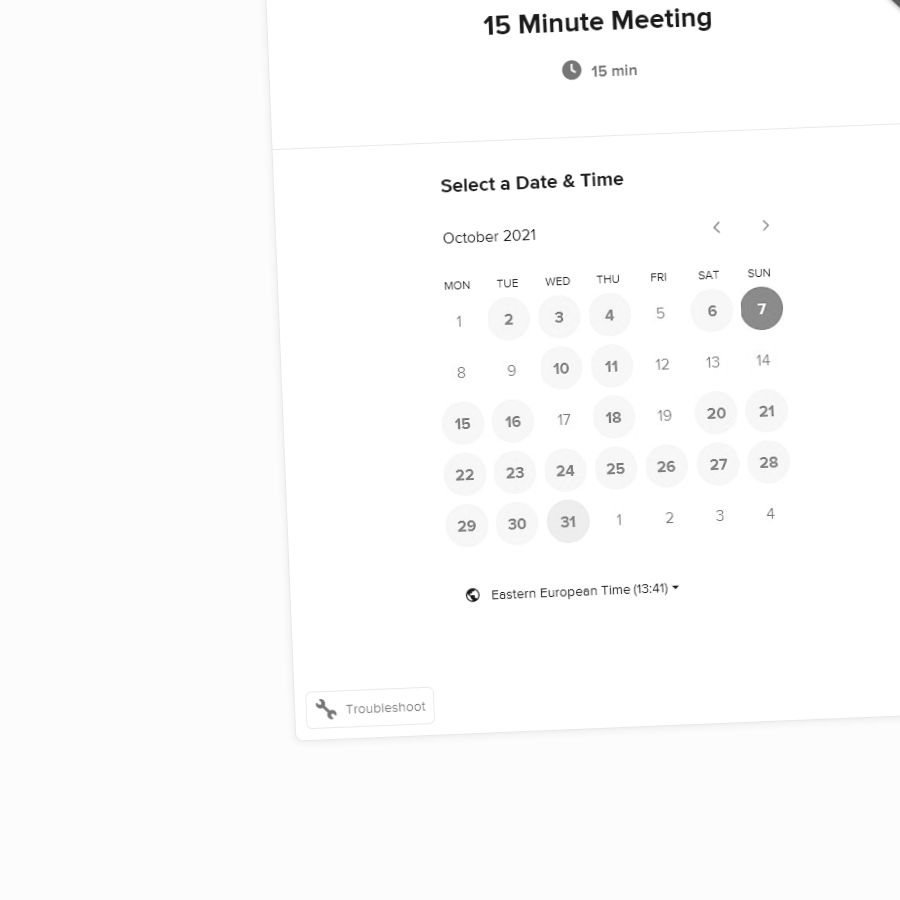 15 Minute Meeting
15 min
Select a Date & Time
October 2021
MON TUE WED THU FRI SAT SUN
1 2 3 4 5 6 7
8 9 10 11 12 13 14
15 16 17 18 19 20 21
22 23 24 25 26 27 28
29 30 31 1 2 3 4
Eastern European Time (13:41)
Troubleshoot